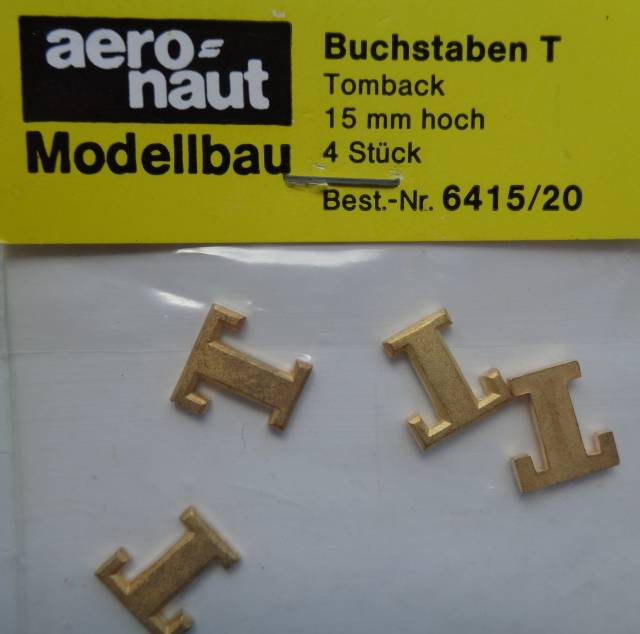 aero=
naut
Modellbau
Buchstaben T
Tomback
15 mm hoch
4 Stück
Best.-Nr. 6415/20
T
T
T
T